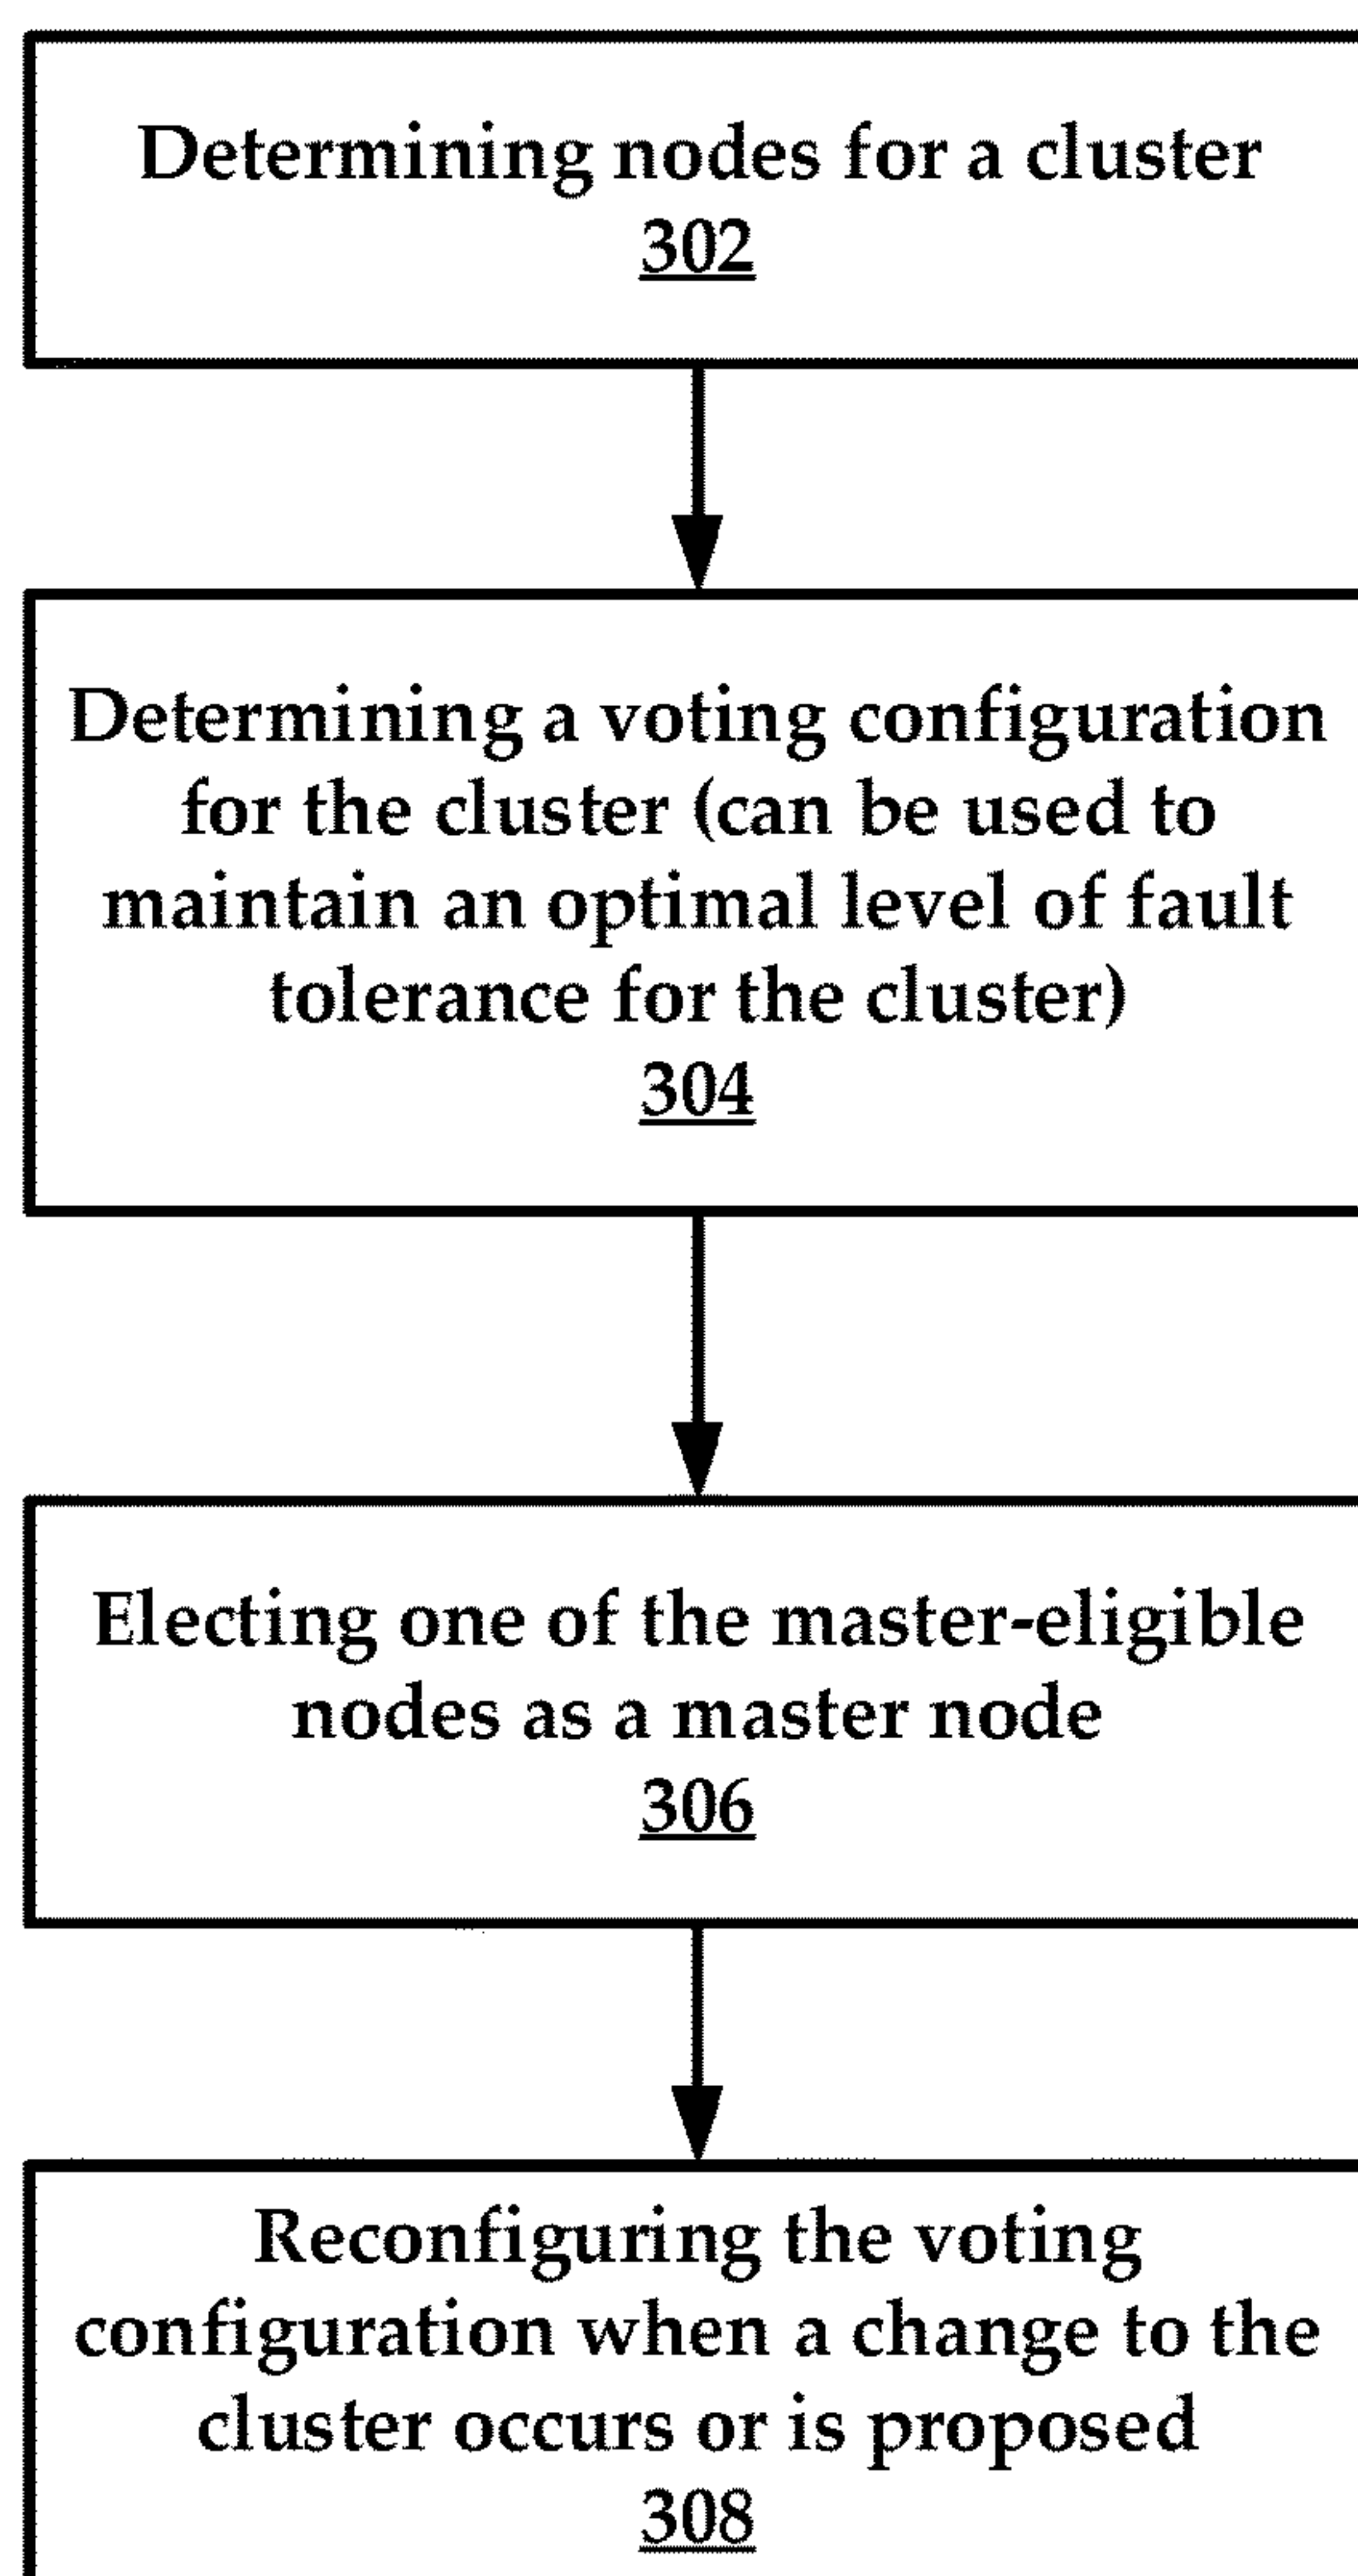 Determining nodes for a cluster
302
Determining a voting configuration
for the cluster (can be used to
maintain an optimal level of fault
tolerance for the cluster)
304
Electing one of the master-eligible
nodes as a master node
306
Reconfiguring the voting
configuration when a change to the
cluster occurs or is proposed
308